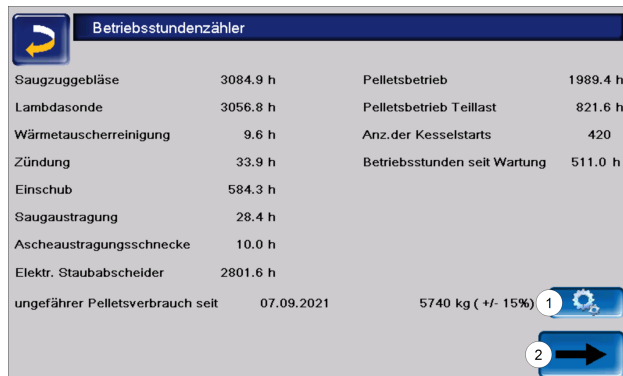 Betriebsstundenzähler
Saugzuggebläse 3084.9 h Pelletsbetrieb 1989.4 h
Lambdasonde 3056.8 h Pelletsbetrieb Teillast 821.6 h
Wärmetauscherreinigung 9.6 h Anz.der Kesselstarts 420
Zündung 33.9 h Betriebsstunden seit Wartung 511.0 h
Einschub 584.3 h
Saugaustragung 28.4 h
Ascheaustragungsschnecke 10.0 h
Elektr. Staubabscheider 2801.6 h
ungefährer Pelletsverbrauch seit 07.09.2021 5740 kg ( +/- 15%) 1
2